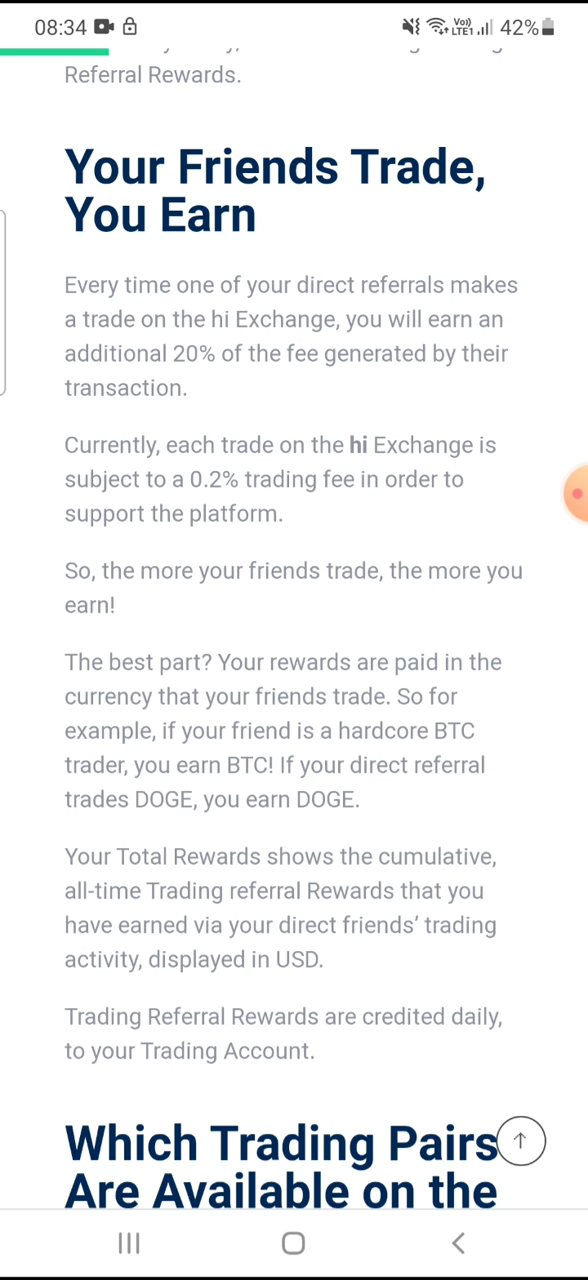 08:34
Vo)) LTE1 42%
Referral Rewards.
Your Friends Trade,
You Earn
Every time one of your direct referrals makes
a trade on the hi Exchange, you will earn an
additional 20% of the fee generated by their
transaction.
Currently, each trade on the hi Exchange is
subject to a 0.2% trading fee in order to
support the platform.
So, the more your friends trade, the more you
earn!
The best part? Your rewards are paid in the
currency that your friends trade. So for
example, if your friend is a hardcore BTC
trader, you earn BTC! If your direct referral
trades DOGE, you earn DOGE.
Your Total Rewards shows the cumulative,
all-time Trading referral Rewards that you
have earned via your direct friends’ trading
activity, displayed in USD.
Trading Referral Rewards are credited daily,
to your Trading Account.
Which Trading Pairs
Are Available on the